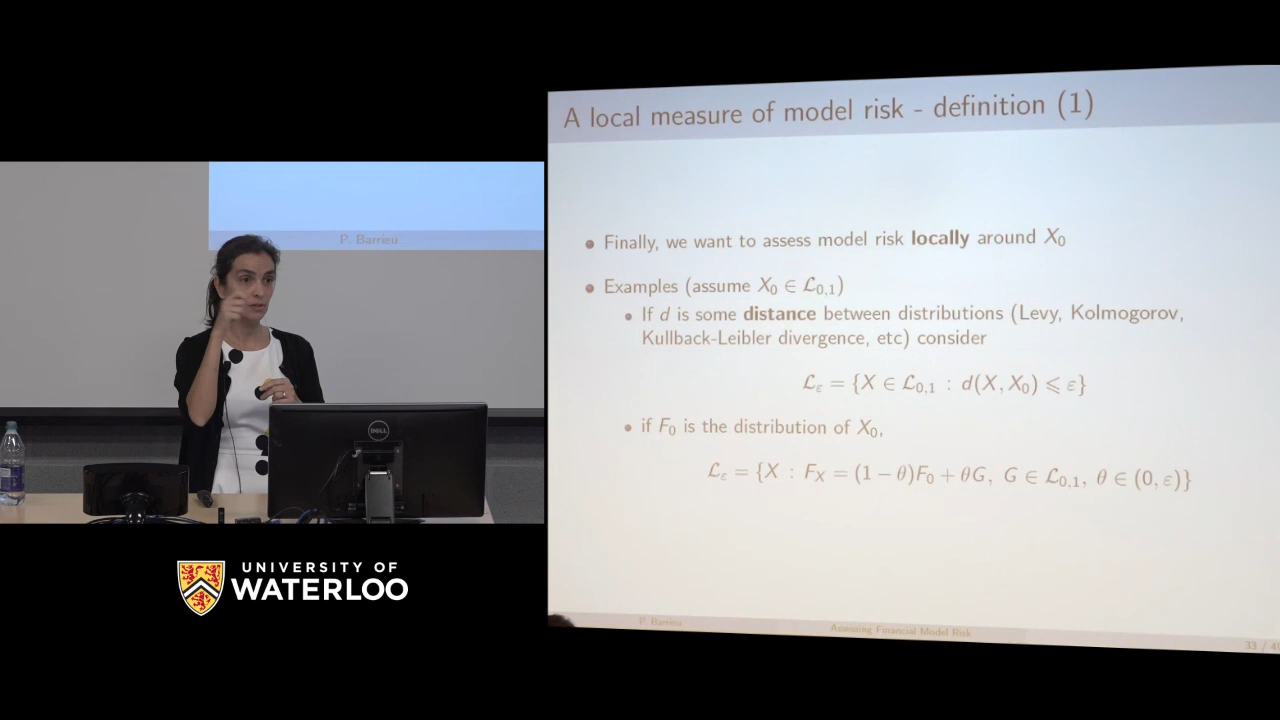 A local measure of model risk - definition (1)
P. Barrieu
• Finally, we want to assess model risk locally around X₀
• Examples (assume X₀ ∈ ℒ₀,₁)
• If d is some distance between distributions (Levy, Kolmogorov,
Kullback-Leibler divergence, etc) consider
ℒ_ε = {X ∈ ℒ₀,₁ : d(X, X₀) ⩽ ε}
• if F₀ is the distribution of X₀,
ℒ_ε = {X : F_X = (1 − θ)F₀ + θG, G ∈ ℒ₀,₁, θ ∈ (0, ε)}
DELL
UNIVERSITY OF
WATERLOO
P. Barrieu
Assessing Financial Model Risk